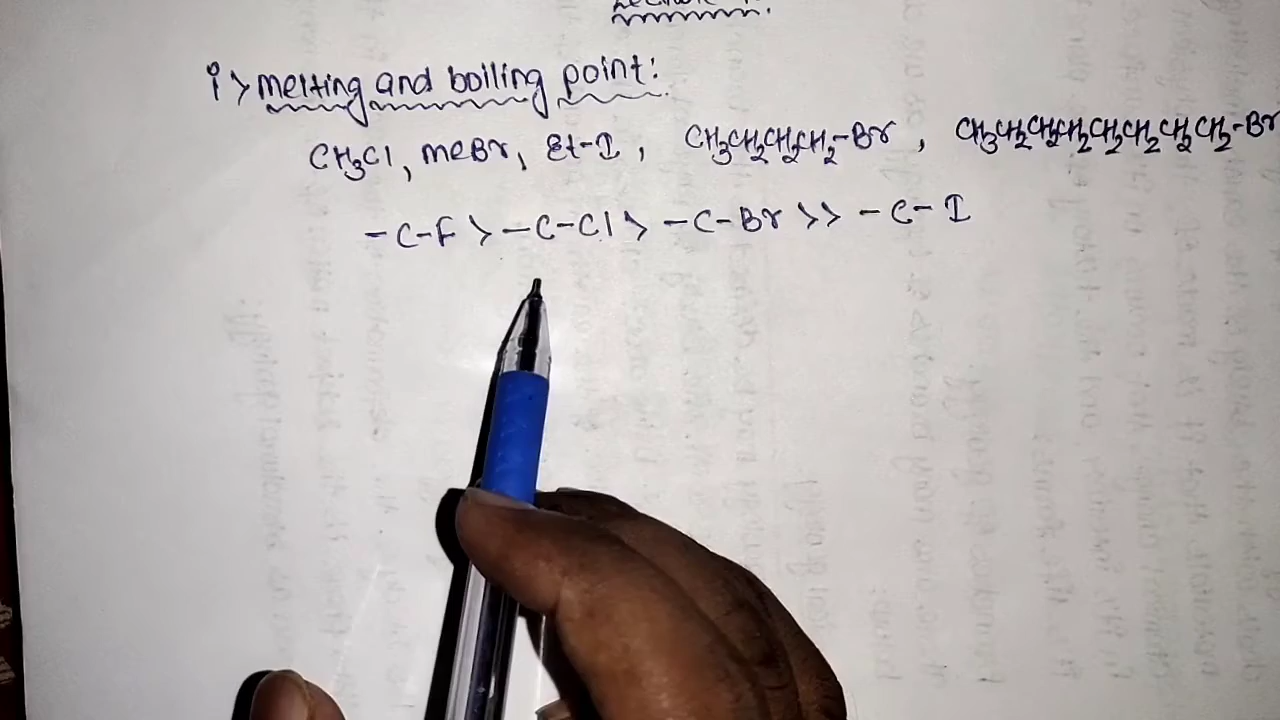 i> melting and boiling point:
CH3Cl, MeBr, Et-I, CH3CH2CH2CH2-Br, CH3CH2CH2CH2CH2CH2CH2CH2-Br
-C-F > -C-Cl > -C-Br >> -C-I